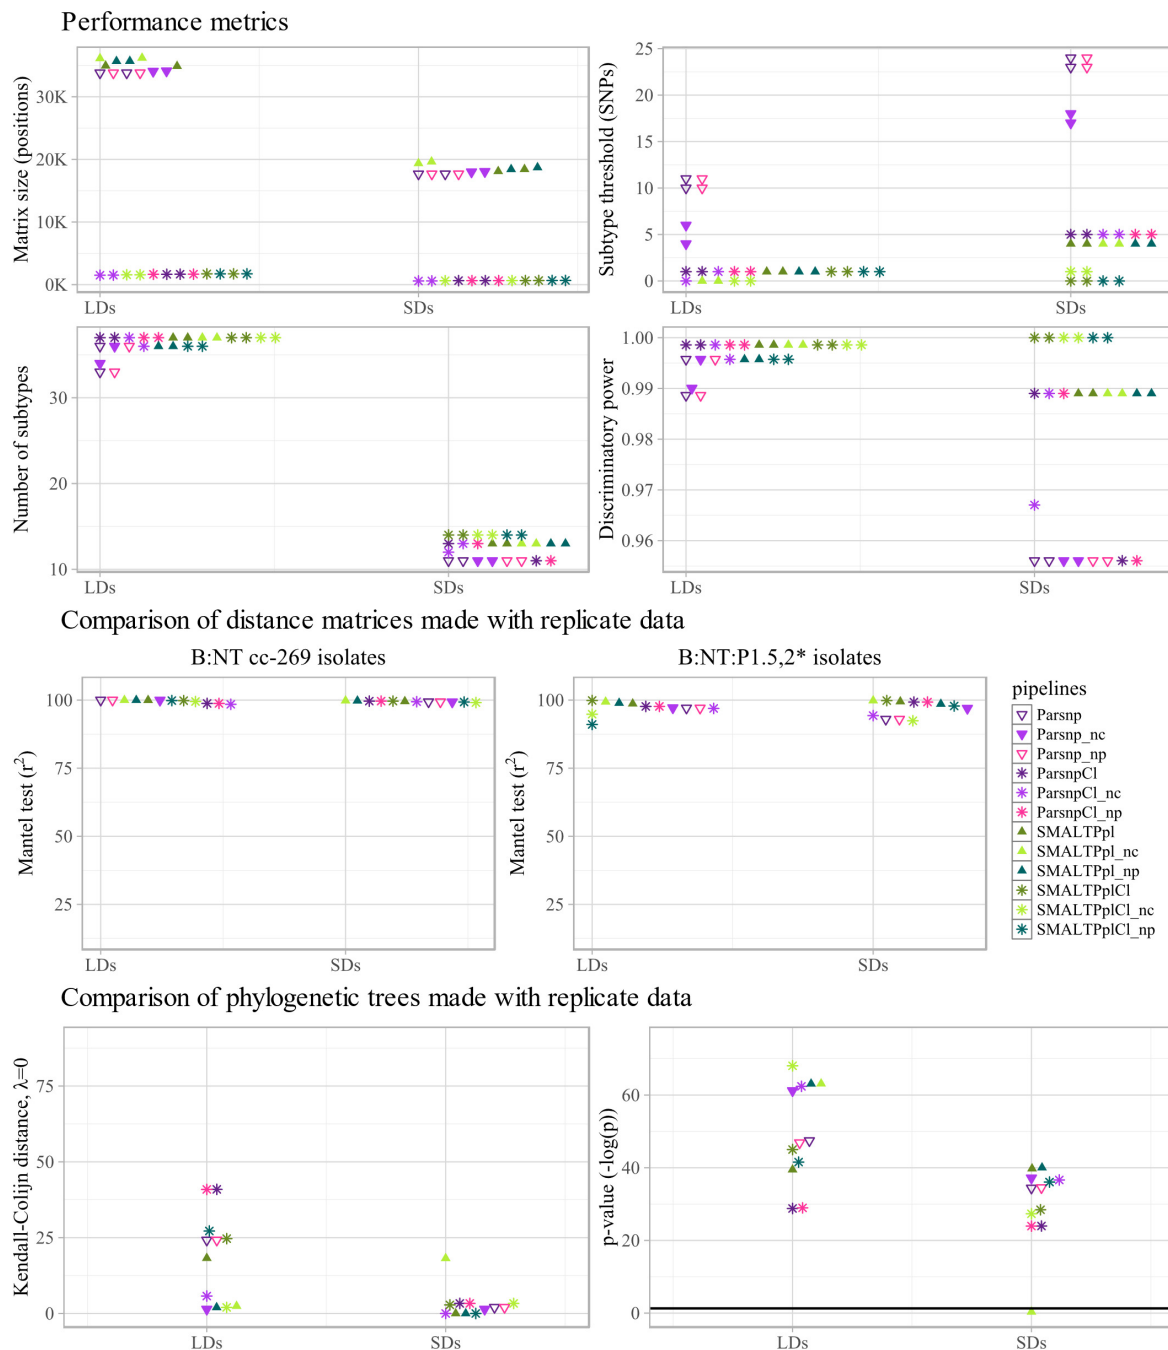 Performance metrics
Matrix size (positions)
30K
20K
10K
0K
LDs
SDs
Subtype threshold (SNPs)
25
20
15
10
5
0
LDs
SDs
Number of subtypes
30
20
10
LDs
SDs
Discriminatory power
1.00
0.99
0.98
0.97
0.96
LDs
SDs
Comparison of distance matrices made with replicate data
B:NT cc-269 isolates
Mantel test (r²)
100
75
50
25
LDs
SDs
B:NT:P1.5,2* isolates
Mantel test (r²)
100
75
50
25
LDs
SDs
pipelines
Parsnp
Parsnp_nc
Parsnp_np
ParsnpCl
ParsnpCl_nc
ParsnpCl_np
SMALTPpl
SMALTPpl_nc
SMALTPpl_np
SMALTPplCl
SMALTPplCl_nc
SMALTPplCl_np
Comparison of phylogenetic trees made with replicate data
Kendall-Colijn distance, λ=0
75
50
25
0
LDs
SDs
p-value (-log(p))
60
40
20
0
LDs
SDs